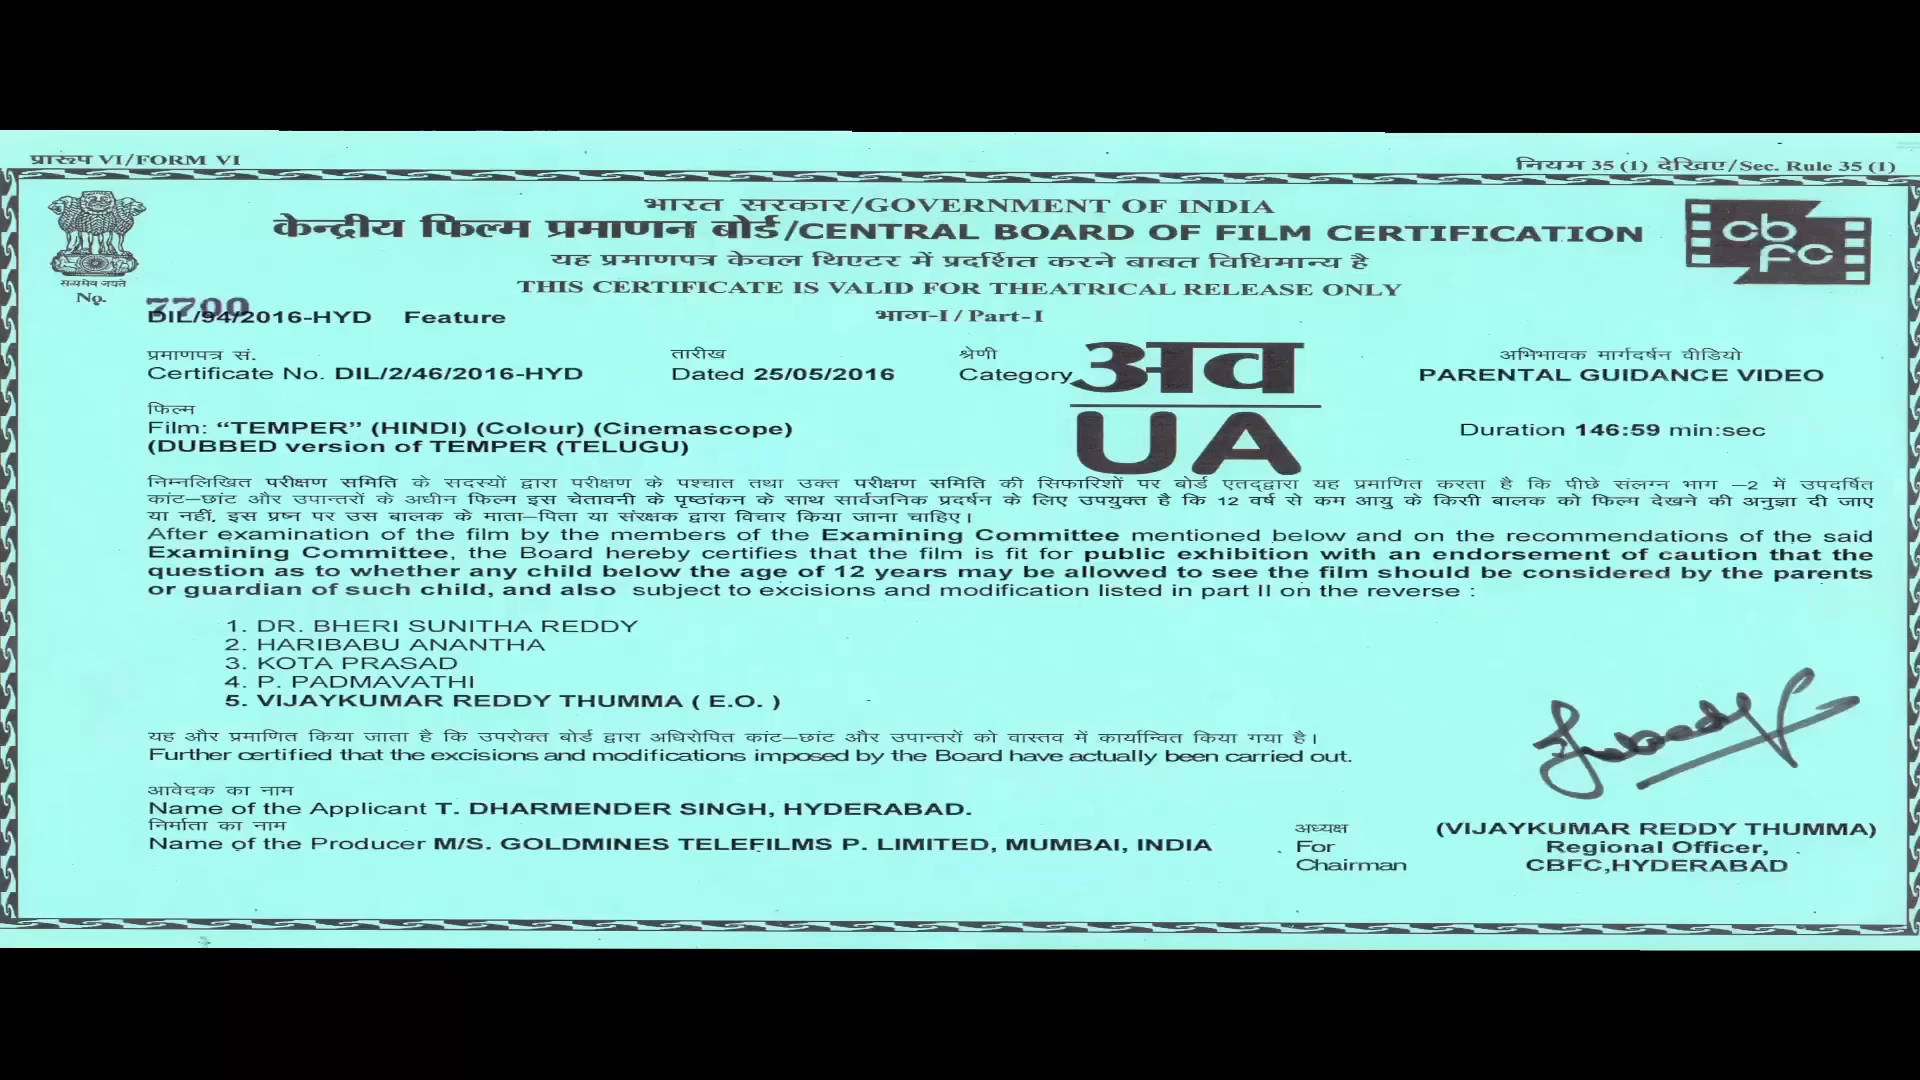 प्रारूप VI/FORM VI
नियम 35 (1) देखिए/Sec. Rule 35 (1)
भारत सरकार/GOVERNMENT OF INDIA
केन्द्रीय फिल्म प्रमाणन बोर्ड/CENTRAL BOARD OF FILM CERTIFICATION
cb
fc
यह प्रमाणपत्र केवल थिएटर में प्रदर्शित करने बाबत विधिमान्य है
सत्यमेव जयते
THIS CERTIFICATE IS VALID FOR THEATRICAL RELEASE ONLY
No. 7700
DIL/94/2016-HYD Feature
भाग-I / Part-I
प्रमाणपत्र सं. तारीख श्रेणी अव अभिभावक मार्गदर्षन वीडियो
Certificate No. DIL/2/46/2016-HYD Dated 25/05/2016 Category PARENTAL GUIDANCE VIDEO
UA
फिल्म
Film: “TEMPER” (HINDI) (Colour) (Cinemascope) Duration 146:59 min:sec
(DUBBED version of TEMPER (TELUGU)
निम्नलिखित परीक्षण समिति के सदस्यों द्वारा परीक्षण के पश्चात तथा उक्त परीक्षण समिति की सिफारिशों पर बोर्ड एतद्द्वारा यह प्रमाणित करता है कि पीछे संलग्न भाग –2 में उपदर्षित
कांट–छांट और उपान्तरों के अधीन फिल्म इस चेतावनी के पृष्ठांकन के साथ सार्वजनिक प्रदर्षन के लिए उपयुक्त है कि 12 वर्ष से कम आयु के किसी बालक को फिल्म देखने की अनुज्ञा दी जाए
या नहीं, इस प्रष्न पर उस बालक के माता–पिता या संरक्षक द्वारा विचार किया जाना चाहिए।
After examination of the film by the members of the Examining Committee mentioned below and on the recommendations of the said
Examining Committee, the Board hereby certifies that the film is fit for public exhibition with an endorsement of caution that the
question as to whether any child below the age of 12 years may be allowed to see the film should be considered by the parents
or guardian of such child, and also subject to excisions and modification listed in part II on the reverse :
1. DR. BHERI SUNITHA REDDY
2. HARIBABU ANANTHA
3. KOTA PRASAD
4. P. PADMAVATHI
5. VIJAYKUMAR REDDY THUMMA ( E.O. )
यह और प्रमाणित किया जाता है कि उपरोक्त बोर्ड द्वारा अधिरोपित कांट–छांट और उपान्तरों को वास्तव में कार्यान्वित किया गया है।
Further certified that the excisions and modifications imposed by the Board have actually been carried out.
आवेदक का नाम
Name of the Applicant T. DHARMENDER SINGH, HYDERABAD.
निर्माता का नाम
Name of the Producer M/S. GOLDMINES TELEFILMS P. LIMITED, MUMBAI, INDIA
अध्यक्ष
For
Chairman
(VIJAYKUMAR REDDY THUMMA)
Regional Officer,
CBFC,HYDERABAD